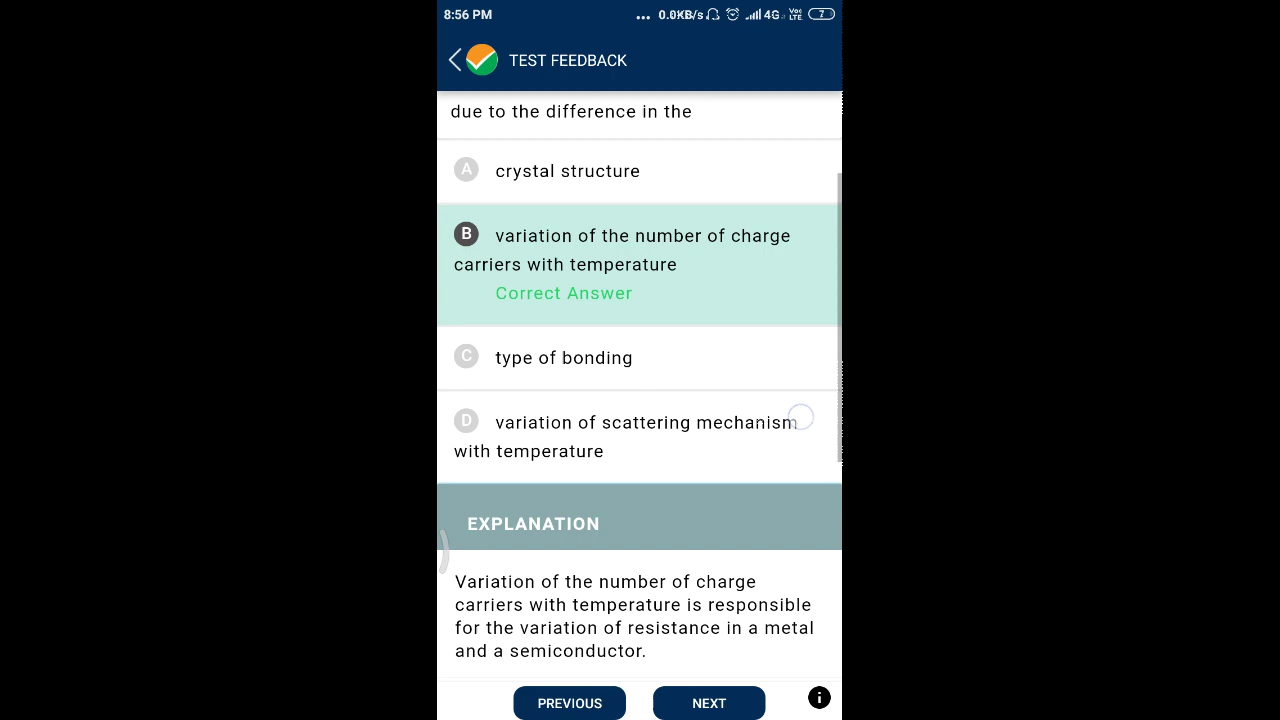 8:56 PM ... 0.0KB/s 4G Vo) LTE 7
TEST FEEDBACK
due to the difference in the
A crystal structure
B variation of the number of charge
carriers with temperature
Correct Answer
C type of bonding
D variation of scattering mechanism
with temperature
EXPLANATION
Variation of the number of charge
carriers with temperature is responsible
for the variation of resistance in a metal
and a semiconductor.
PREVIOUS NEXT i